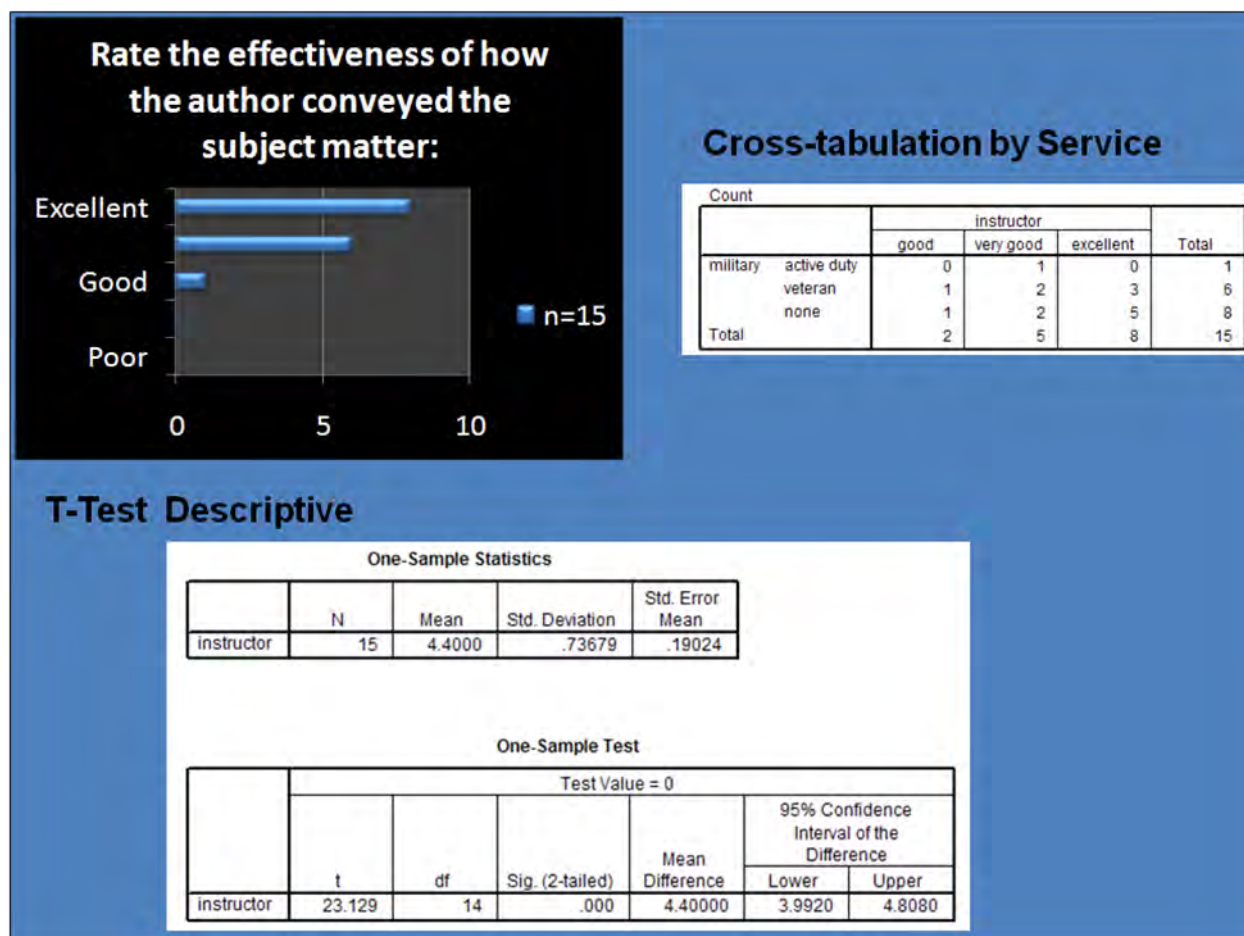 Rate the effectiveness of how
the author conveyed the
subject matter:
Excellent
Good
Poor
0 5 10
n=15
Cross-tabulation by Service
Count
instructor
good very good excellent Total
military active duty 0 1 0 1
veteran 1 2 3 6
none 1 2 5 8
Total 2 5 8 15
T-Test Descriptive
One-Sample Statistics
N Mean Std. Deviation Std. Error Mean
instructor 15 4.4000 .73679 .19024
One-Sample Test
Test Value = 0
95% Confidence
Interval of the
Difference
t df Sig. (2-tailed) Mean Difference Lower Upper
instructor 23.129 14 .000 4.40000 3.9920 4.8080